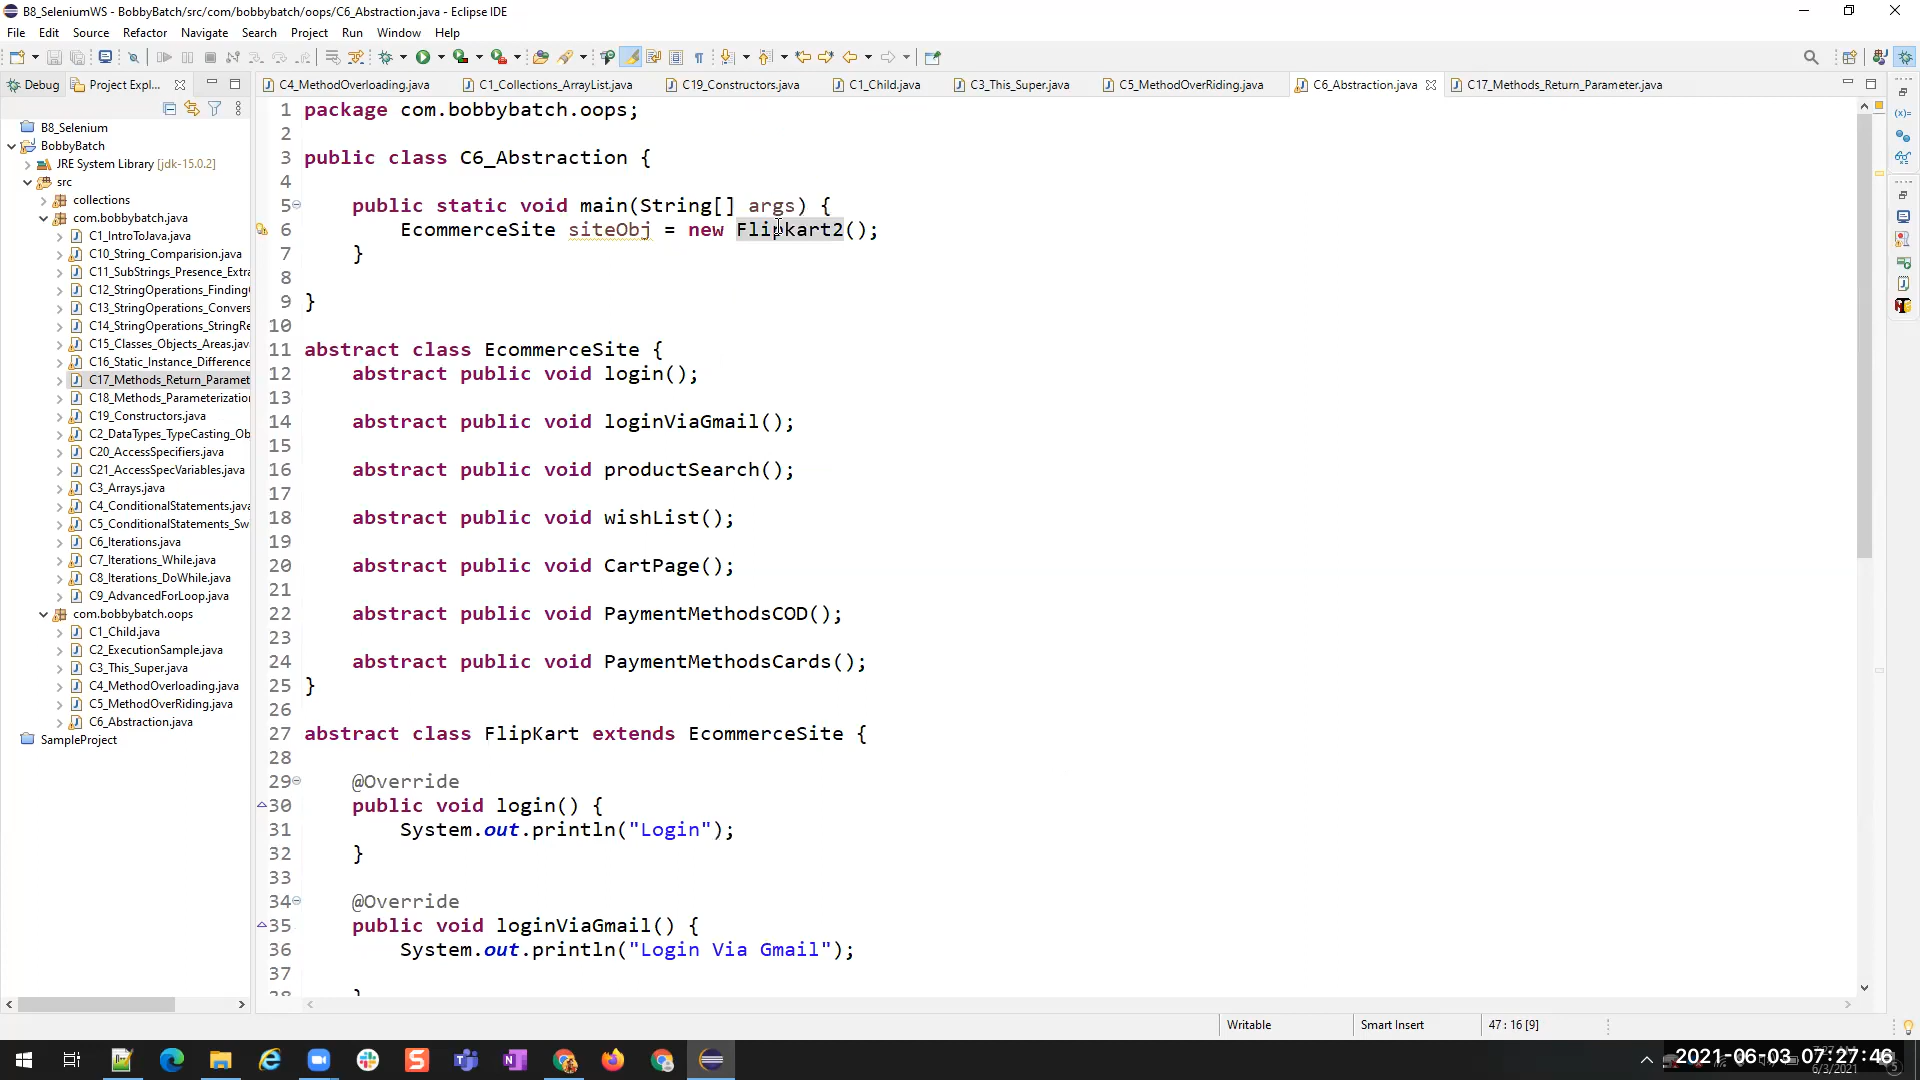 B8_SeleniumWS - BobbyBatch/src/com/bobbybatch/oops/C6_Abstraction.java - Eclipse IDE
File Edit Source Refactor Navigate Search Project Run Window Help
Debug Project Expl...
C4_MethodOverloading.java C1_Collections_ArrayList.java C19_Constructors.java C1_Child.java C3_This_Super.java C5_MethodOverRiding.java C6_Abstraction.java C17_Methods_Return_Parameter.java
B8_Selenium
BobbyBatch
JRE System Library [jdk-15.0.2]
src
collections
com.bobbybatch.java
C1_IntroToJava.java
C10_String_Comparision.java
C11_SubStrings_Presence_Extra
C12_StringOperations_Finding
C13_StringOperations_Convers
C14_StringOperations_StringRe
C15_Classes_Objects_Areas.jav
C16_Static_Instance_Difference
C17_Methods_Return_Paramet
C18_Methods_Parameterizatio
C19_Constructors.java
C2_DataTypes_TypeCasting_Ob
C20_AccessSpecifiers.java
C21_AccessSpecVariables.java
C3_Arrays.java
C4_ConditionalStatements.java
C5_ConditionalStatements_Sw
C6_Iterations.java
C7_Iterations_While.java
C8_Iterations_DoWhile.java
C9_AdvancedForLoop.java
com.bobbybatch.oops
C1_Child.java
C2_ExecutionSample.java
C3_This_Super.java
C4_MethodOverloading.java
C5_MethodOverRiding.java
C6_Abstraction.java
SampleProject
1 package com.bobbybatch.oops;
2
3 public class C6_Abstraction {
4
5 public static void main(String[] args) {
6 EcommerceSite siteObj = new Flipkart2();
7 }
8
9 }
10
11 abstract class EcommerceSite {
12 abstract public void login();
13
14 abstract public void loginViaGmail();
15
16 abstract public void productSearch();
17
18 abstract public void wishList();
19
20 abstract public void CartPage();
21
22 abstract public void PaymentMethodsCOD();
23
24 abstract public void PaymentMethodsCards();
25 }
26
27 abstract class FlipKart extends EcommerceSite {
28
29 @Override
30 public void login() {
31 System.out.println("Login");
32 }
33
34 @Override
35 public void loginViaGmail() {
36 System.out.println("Login Via Gmail");
37
Writable Smart Insert 47 : 16 [9]
2021-06-03 07:27:46
6/3/2021